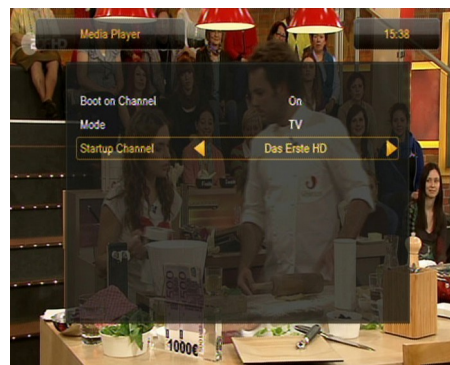 Media Player 15:38
Boot on Channel On
Mode TV
Startup Channel Das Erste HD
1000€